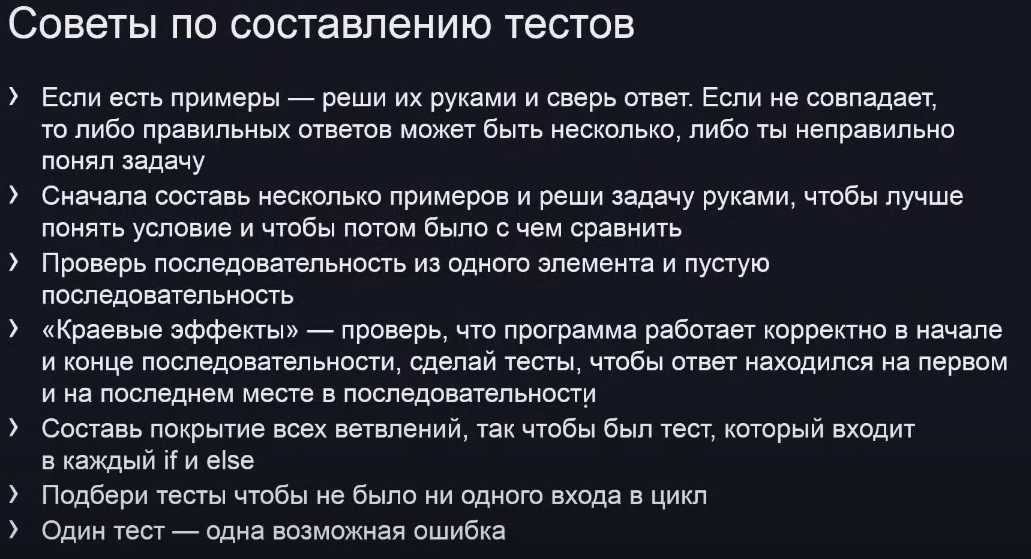 Советы по составлению тестов
› Если есть примеры — реши их руками и сверь ответ. Если не совпадает,
то либо правильных ответов может быть несколько, либо ты неправильно
понял задачу
› Сначала составь несколько примеров и реши задачу руками, чтобы лучше
понять условие и чтобы потом было с чем сравнить
› Проверь последовательность из одного элемента и пустую
последовательность
› «Краевые эффекты» — проверь, что программа работает корректно в начале
и конце последовательности, сделай тесты, чтобы ответ находился на первом
и на последнем месте в последовательности
› Составь покрытие всех ветвлений, так чтобы был тест, который входит
в каждый if и else
› Подбери тесты чтобы не было ни одного входа в цикл
› Один тест — одна возможная ошибка